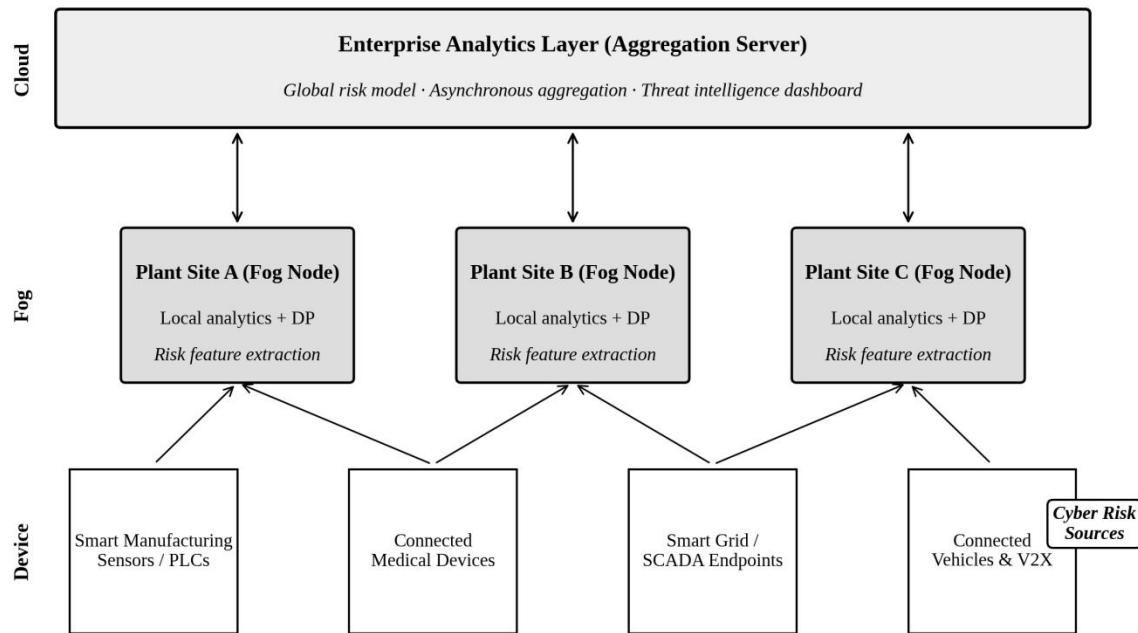 Cloud
Enterprise Analytics Layer (Aggregation Server)
Global risk model · Asynchronous aggregation · Threat intelligence dashboard
Fog
Plant Site A (Fog Node)
Local analytics + DP
Risk feature extraction
Plant Site B (Fog Node)
Local analytics + DP
Risk feature extraction
Plant Site C (Fog Node)
Local analytics + DP
Risk feature extraction
Device
Smart Manufacturing
Sensors / PLCs
Connected
Medical Devices
Smart Grid /
SCADA Endpoints
Connected
Vehicles & V2X
Cyber Risk
Sources